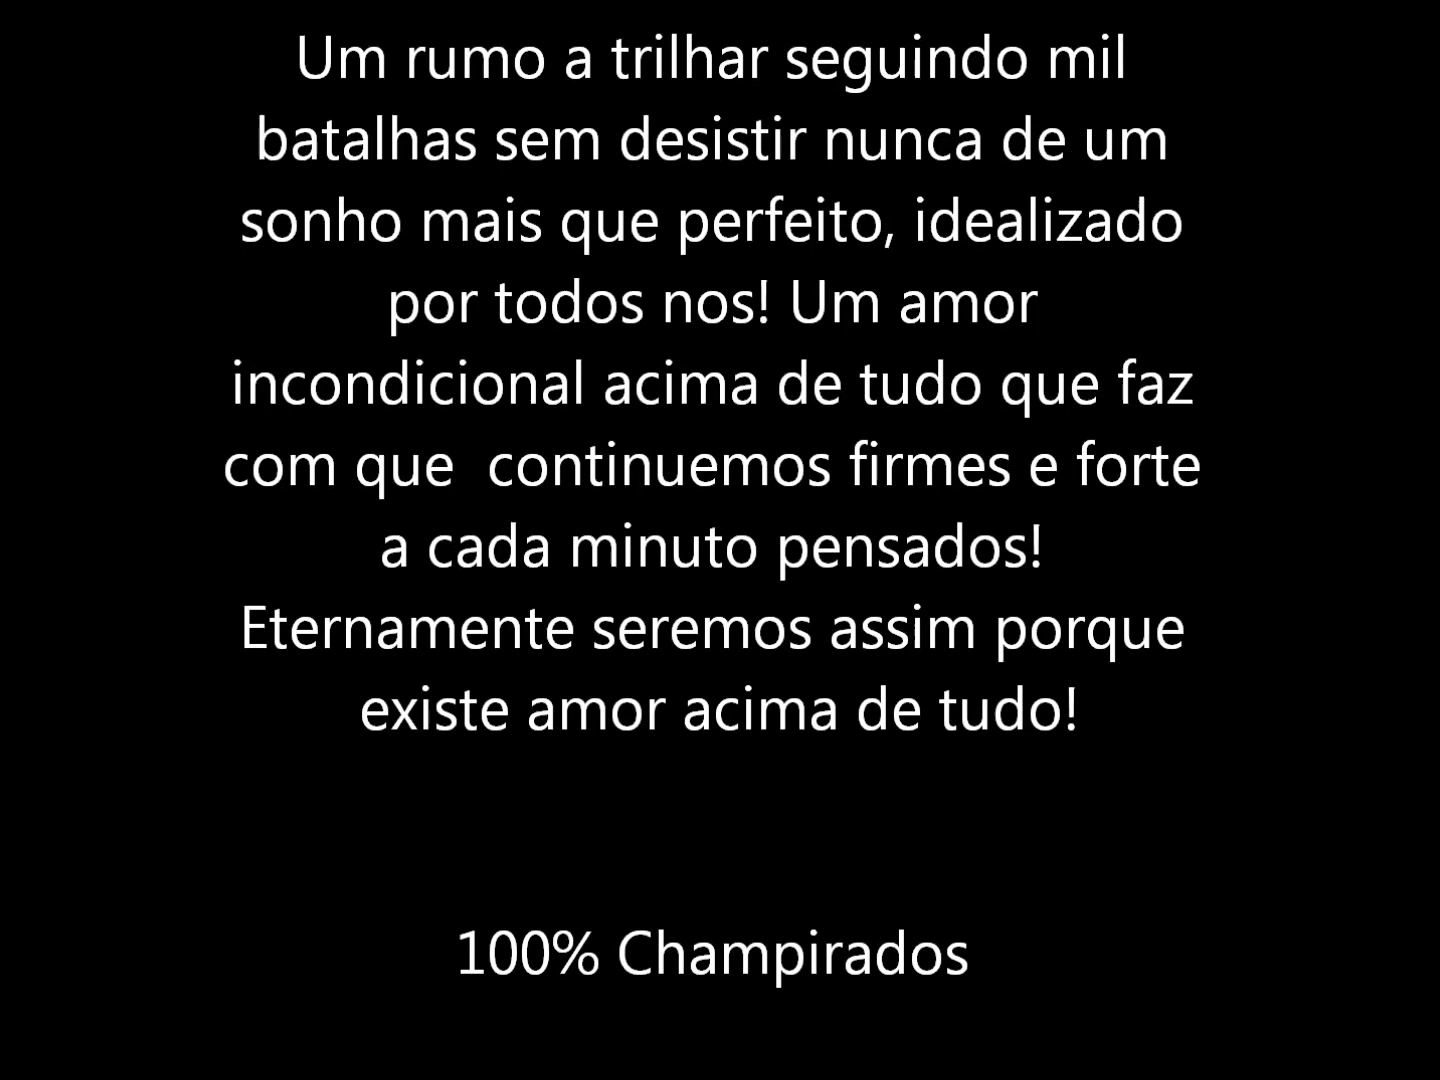 Um rumo a trilhar seguindo mil
batalhas sem desistir nunca de um
sonho mais que perfeito, idealizado
por todos nos! Um amor
incondicional acima de tudo que faz
com que  continuemos firmes e forte
a cada minuto pensados!
Eternamente seremos assim porque
existe amor acima de tudo!
100% Champirados